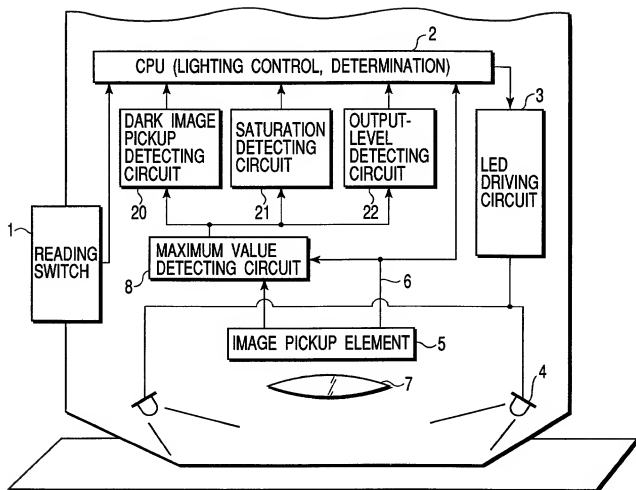 2
CPU (LIGHTING CONTROL, DETERMINATION)
3
DARK IMAGE
PICKUP
DETECTING
CIRCUIT
20
SATURATION
DETECTING
CIRCUIT
21
OUTPUT-
LEVEL
DETECTING
CIRCUIT
22
LED
DRIVING
CIRCUIT
1
READING
SWITCH
MAXIMUM VALUE
DETECTING CIRCUIT
8
6
IMAGE PICKUP ELEMENT
5
7
4